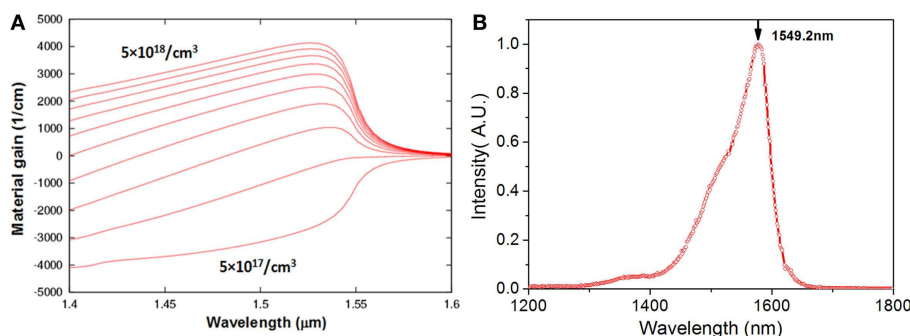 A
5000
4000
3000
2000
1000
0
-1000
-2000
-3000
-4000
-5000
5×10¹⁸/cm³
5×10¹⁷/cm³
1.4
1.45
1.5
1.55
1.6
Material gain (1/cm)
Wavelength (µm)
B
1549.2nm
1.0
0.8
0.6
0.4
0.2
0.0
1200
1400
1600
1800
Intensity( A.U.)
Wavelength (nm)